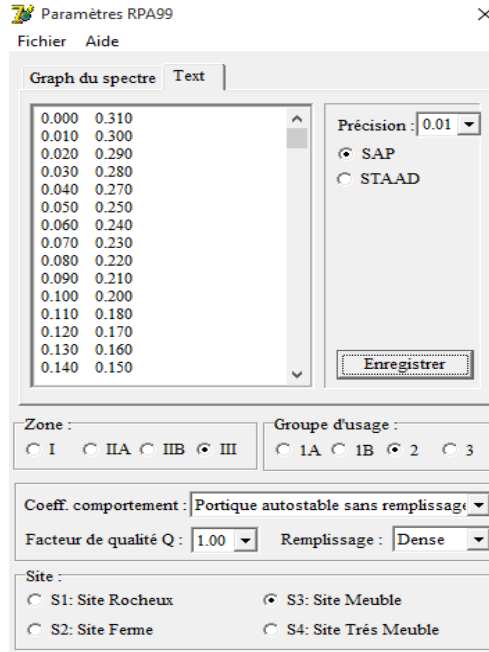 Paramètres RPA99
Fichier Aide
Graph du spectre Text
0.000 0.310
0.010 0.300
0.020 0.290
0.030 0.280
0.040 0.270
0.050 0.250
0.060 0.240
0.070 0.230
0.080 0.220
0.090 0.210
0.100 0.200
0.110 0.180
0.120 0.170
0.130 0.160
0.140 0.150
Précision : 0.01
SAP
STAAD
Enregistrer
Zone :
I IIA IIB III
Groupe d'usage :
1A 1B 2 3
Coeff. comportement : Portique autostable sans remplissage
Facteur de qualité Q : 1.00 Remplissage : Dense
Site :
S1: Site Rocheux S3: Site Meuble
S2: Site Ferme S4: Site Trés Meuble